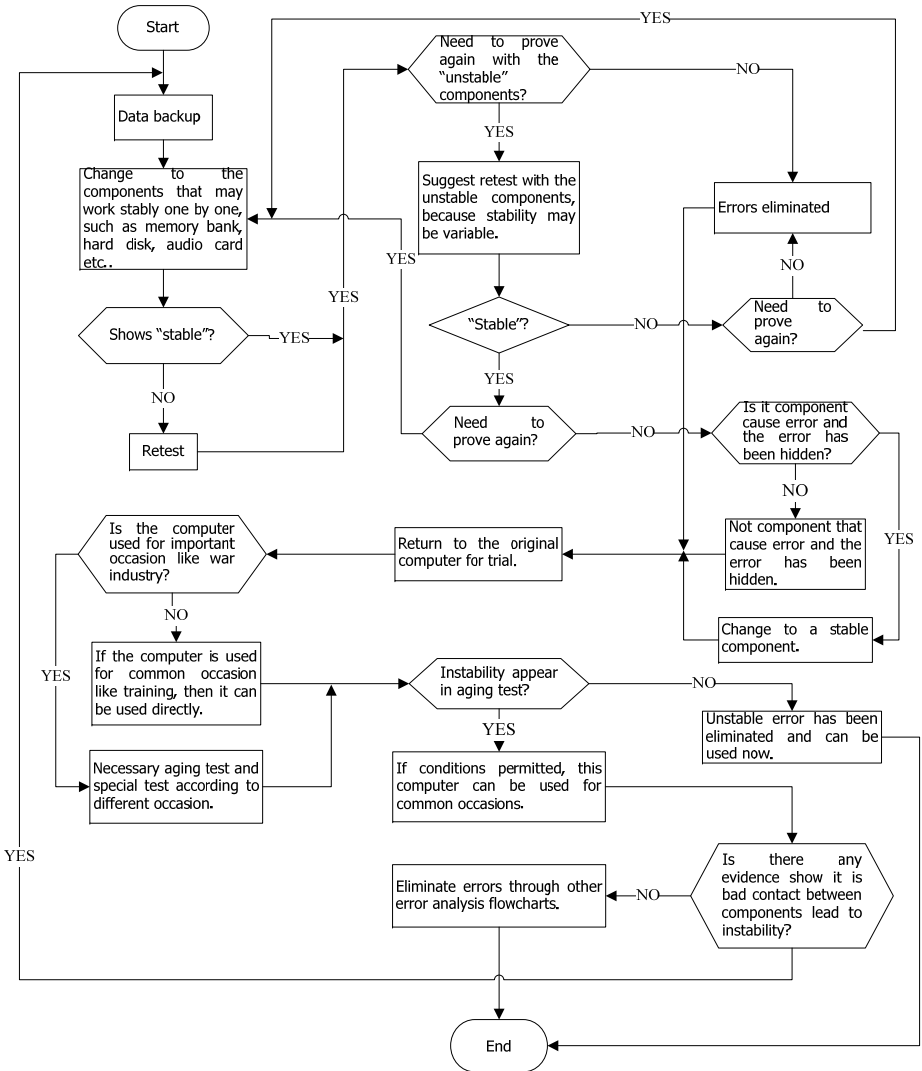 Start
YES
Need to prove
again with the
“unstable”
components?
NO
Data backup
YES
Change to the
components that may
work stably one by one,
such as memory bank,
hard disk, audio card
etc..
Suggest retest with the
unstable components,
because stability may
be variable.
Errors eliminated
YES
NO
YES
Shows “stable”?
YES
“Stable”?
NO
Need to
prove
again?
YES
NO
Need to
prove again?
NO
Is it component
cause error and
the error has
been hidden?
Retest
NO
Is the computer
used for important
occasion like war
industry?
Return to the original
computer for trial.
Not component that
cause error and the
error has been
hidden.
YES
NO
Change to a stable
component.
If the computer is used
for common occasion
like training, then it can
be used directly.
YES
Instability appear
in aging test?
NO
YES
Unstable error has been
eliminated and can be
used now.
Necessary aging test and
special test according to
different occasion.
If conditions permitted, this
computer can be used for
common occasions.
YES
Is there any
evidence show it is
bad contact between
components lead to
instability?
NO
Eliminate errors through other
error analysis flowcharts.
End